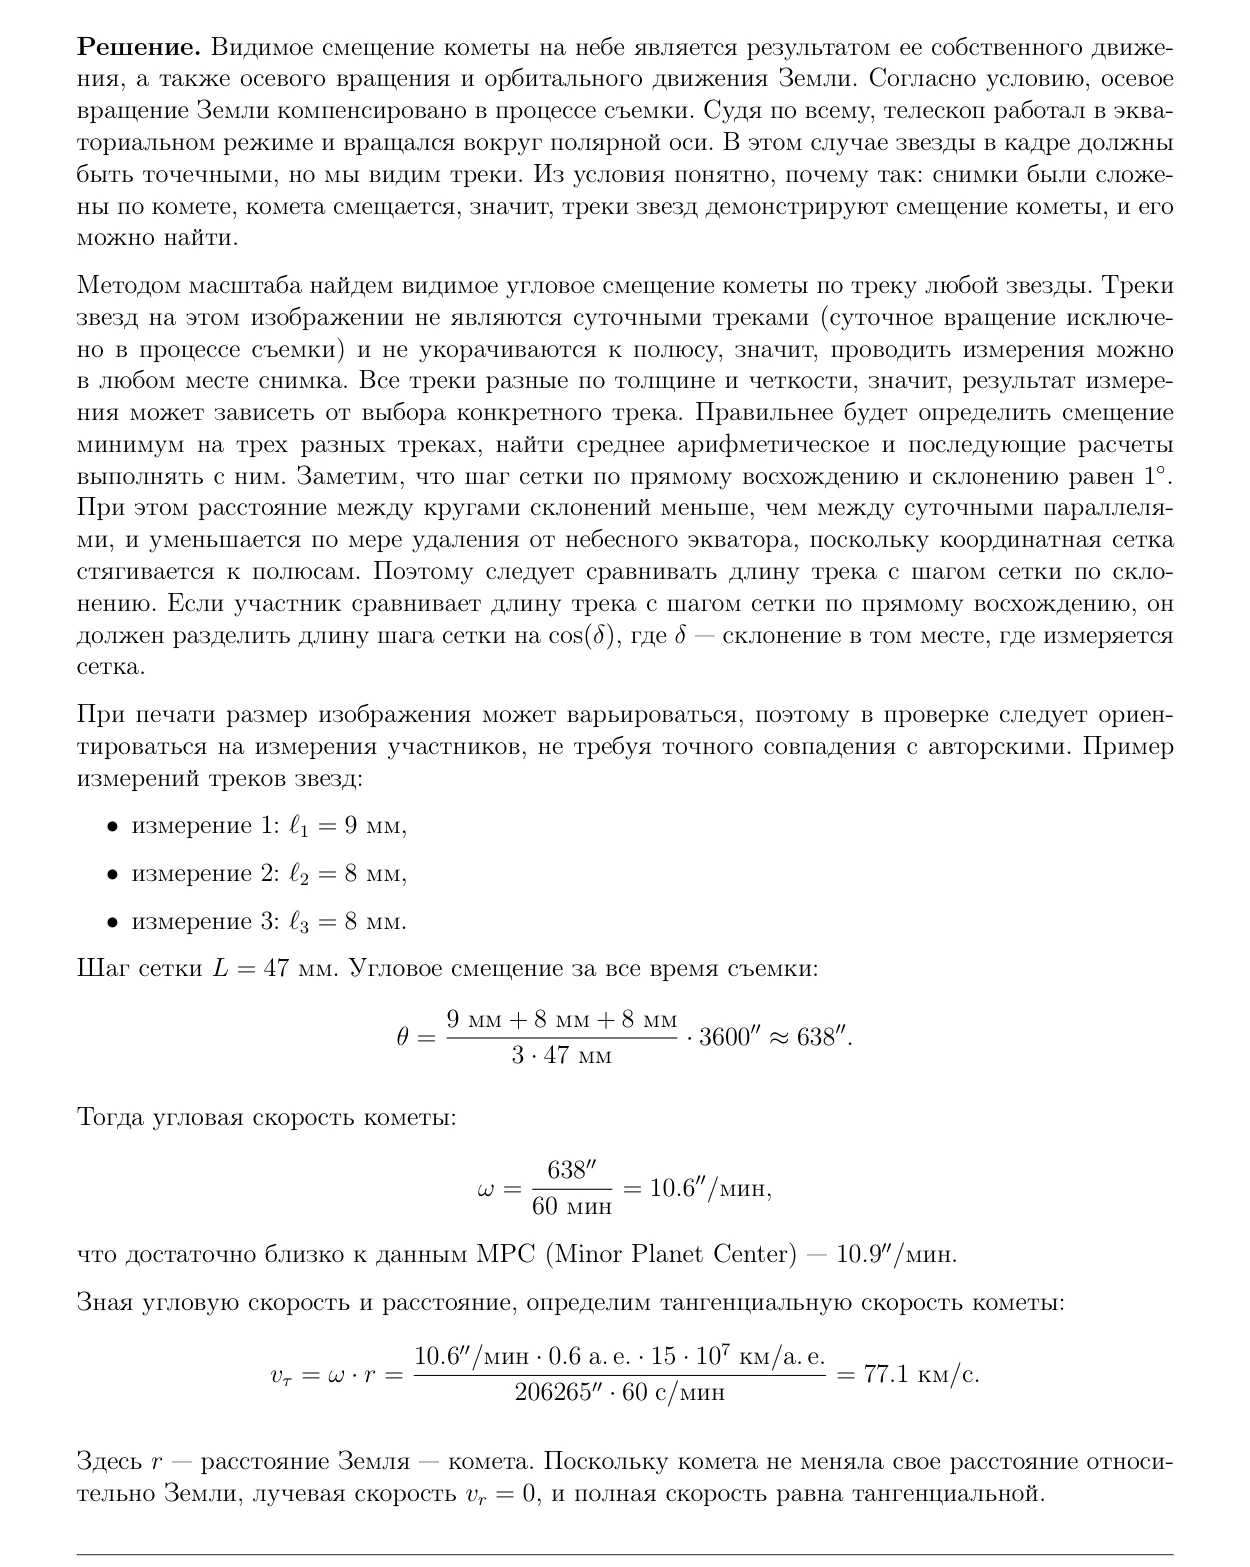 Решение. Видимое смещение кометы на небе является результатом ее собственного движе-
ния, а также осевого вращения и орбитального движения Земли. Согласно условию, осевое
вращение Земли компенсировано в процессе съемки. Судя по всему, телескоп работал в эква-
ториальном режиме и вращался вокруг полярной оси. В этом случае звезды в кадре должны
быть точечными, но мы видим треки. Из условия понятно, почему так: снимки были сложе-
ны по комете, комета смещается, значит, треки звезд демонстрируют смещение кометы, и его
можно найти.
Методом масштаба найдем видимое угловое смещение кометы по треку любой звезды. Треки
звезд на этом изображении не являются суточными треками (суточное вращение исключе-
но в процессе съемки) и не укорачиваются к полюсу, значит, проводить измерения можно
в любом месте снимка. Все треки разные по толщине и четкости, значит, результат измере-
ния может зависеть от выбора конкретного трека. Правильнее будет определить смещение
минимум на трех разных треках, найти среднее арифметическое и последующие расчеты
выполнять с ним. Заметим, что шаг сетки по прямому восхождению и склонению равен 1°.
При этом расстояние между кругами склонений меньше, чем между суточными параллеля-
ми, и уменьшается по мере удаления от небесного экватора, поскольку координатная сетка
стягивается к полюсам. Поэтому следует сравнивать длину трека с шагом сетки по скло-
нению. Если участник сравнивает длину трека с шагом сетки по прямому восхождению, он
должен разделить длину шага сетки на cos(δ), где δ — склонение в том месте, где измеряется
сетка.
При печати размер изображения может варьироваться, поэтому в проверке следует ориен-
тироваться на измерения участников, не требуя точного совпадения с авторскими. Пример
измерений треков звезд:
• измерение 1: ℓ₁ = 9 мм,
• измерение 2: ℓ₂ = 8 мм,
• измерение 3: ℓ₃ = 8 мм.
Шаг сетки L = 47 мм. Угловое смещение за все время съемки:
θ = (9 мм + 8 мм + 8 мм)/(3 · 47 мм) · 3600″ ≈ 638″.
Тогда угловая скорость кометы:
ω = 638″/60 мин = 10.6″/мин,
что достаточно близко к данным MPC (Minor Planet Center) — 10.9″/мин.
Зная угловую скорость и расстояние, определим тангенциальную скорость кометы:
v_τ = ω · r = (10.6″/мин · 0.6 а. е. · 15 · 10⁷ км/а. е.)/(206265″ · 60 с/мин) = 77.1 км/с.
Здесь r — расстояние Земля — комета. Поскольку комета не меняла свое расстояние относи-
тельно Земли, лучевая скорость v_r = 0, и полная скорость равна тангенциальной.